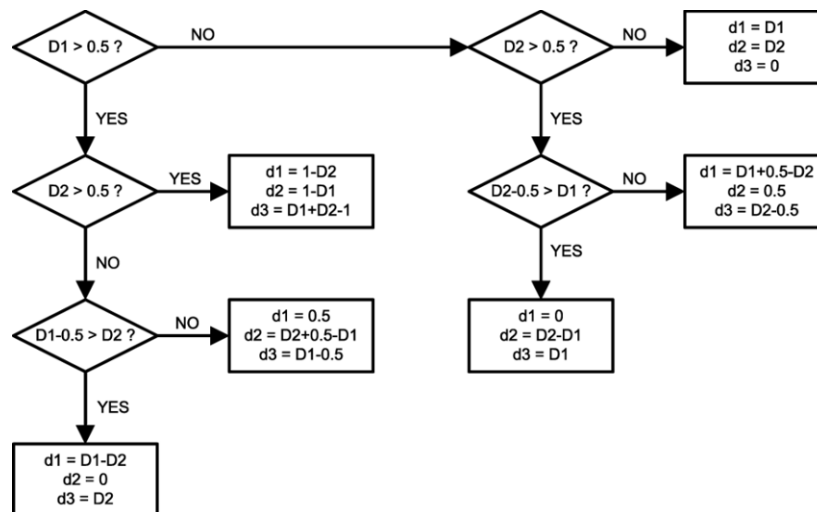 D1 > 0.5 ?
NO
D2 > 0.5 ?
NO
d1 = D1
d2 = D2
d3 = 0
YES
YES
D2 > 0.5 ?
YES
d1 = 1-D2
d2 = 1-D1
d3 = D1+D2-1
D2-0.5 > D1 ?
NO
d1 = D1+0.5-D2
d2 = 0.5
d3 = D2-0.5
NO
YES
D1-0.5 > D2 ?
NO
d1 = 0.5
d2 = D2+0.5-D1
d3 = D1-0.5
d1 = 0
d2 = D2-D1
d3 = D1
YES
d1 = D1-D2
d2 = 0
d3 = D2